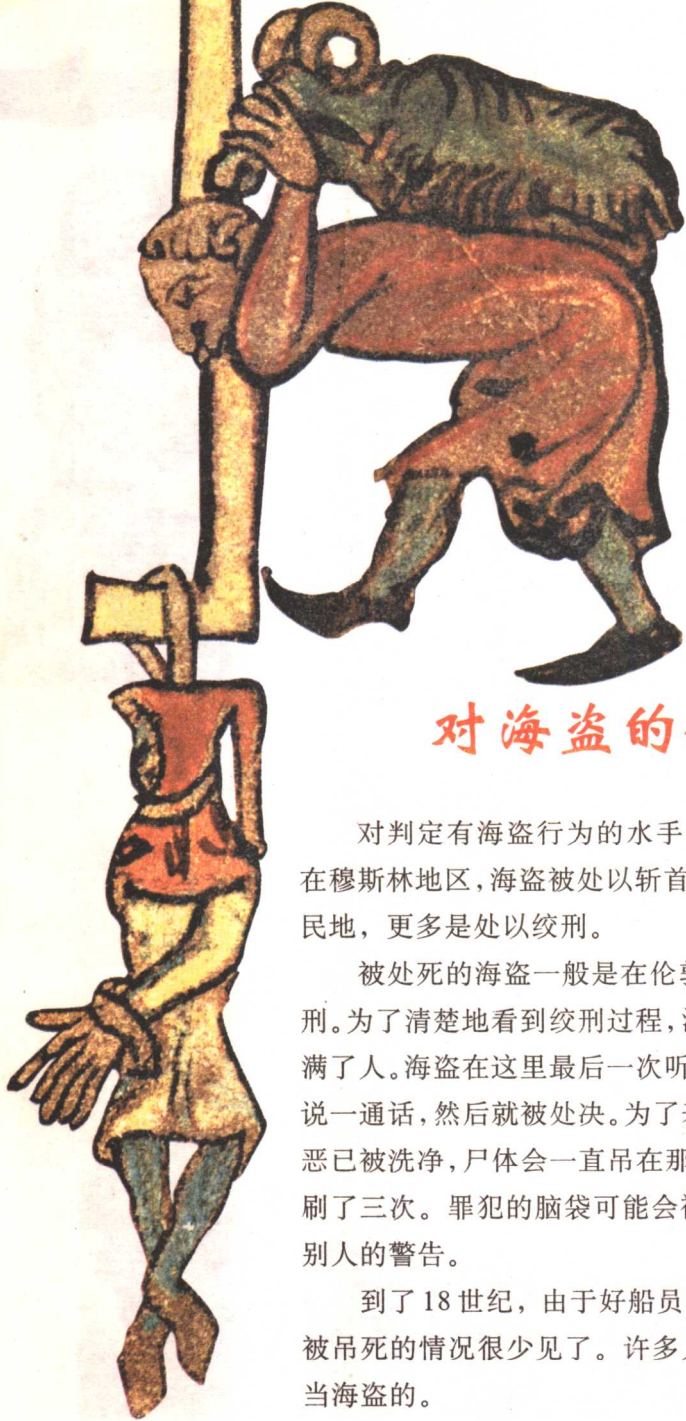 对海盗的
对判定有海盗行为的水手
在穆斯林地区，海盗被处以斩首
民地，更多是处以绞刑。
被处死的海盗一般是在伦敦
刑。为了清楚地看到绞刑过程，
满了人。海盗在这里最后一次听
说一通话，然后就被处决。为了
恶已被洗净，尸体会一直吊在那
刷了三次。罪犯的脑袋可能会
别人的警告。
到了18世纪，由于好船员
被吊死的情况很少见了。许多
当海盗的。